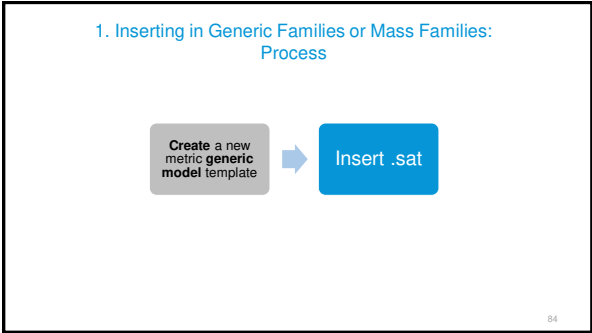 1. Inserting in Generic Families or Mass Families:
Process
Create a new
metric generic
model template
Insert .sat
84